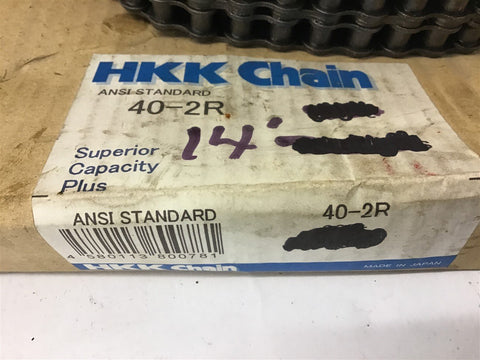 HKK Chain
ANSI STANDARD
40-2R
14'
Superior
Capacity
Plus
ANSI STANDARD
40-2R
4 580113 800781
HKK Chain
MADE IN JAPAN